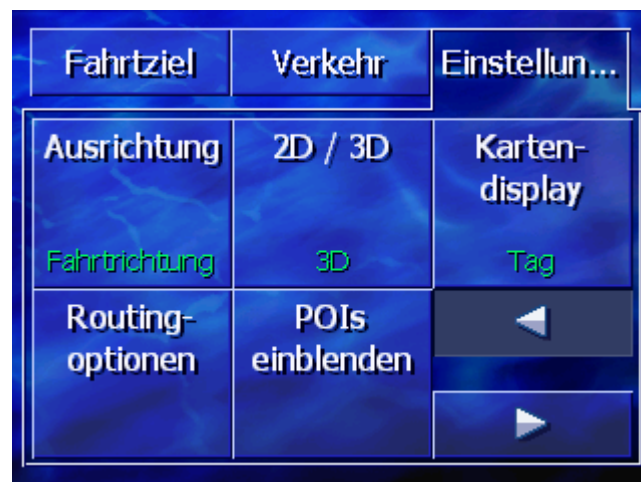 Fahrtziel Verkehr Einstellun...
Ausrichtung 2D / 3D Karten-
display
Fahrtrichtung 3D Tag
Routing- POIs
optionen einblenden